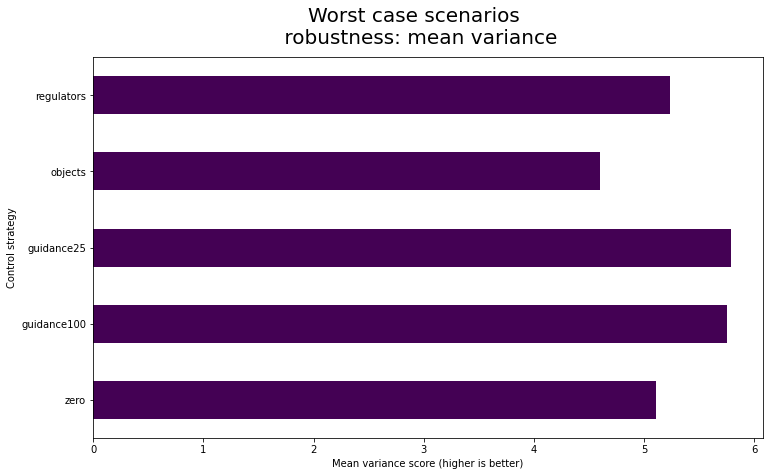 Worst case scenarios
robustness: mean variance
regulators
objects
guidance25
guidance100
zero
Control strategy
0 1 2 3 4 5 6
Mean variance score (higher is better)